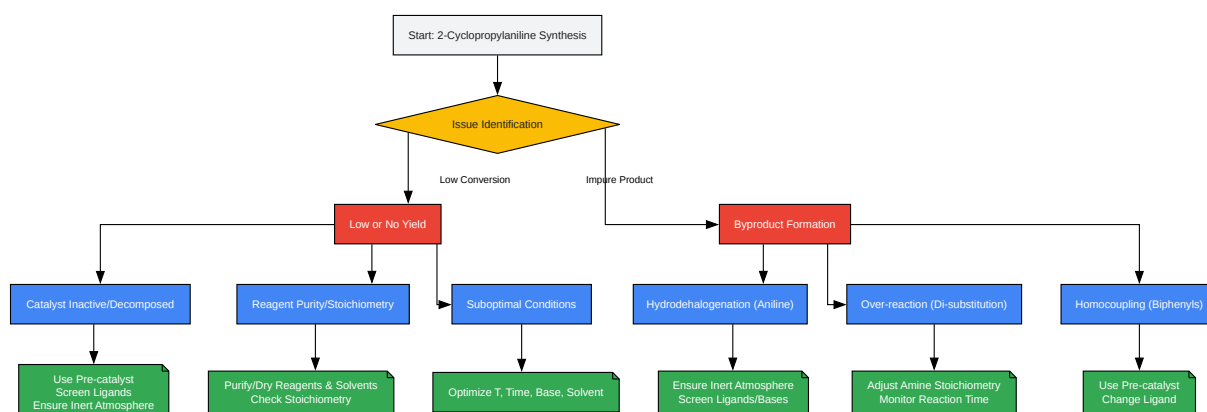 Start: 2-Cyclopropylaniline Synthesis
Issue Identification
Low Conversion
Impure Product
Low or No Yield
Byproduct Formation
Catalyst Inactive/Decomposed
Reagent Purity/Stoichiometry
Suboptimal Conditions
Hydrodehalogenation (Aniline)
Over-reaction (Di-substitution)
Homocoupling (Biphenyls)
Use Pre-catalyst
Screen Ligands
Ensure Inert Atmosphere
Purify/Dry Reagents & Solvents
Check Stoichiometry
Optimize T, Time, Base, Solvent
Ensure Inert Atmosphere
Screen Ligands/Bases
Adjust Amine Stoichiometry
Monitor Reaction Time
Use Pre-catalyst
Change Ligand